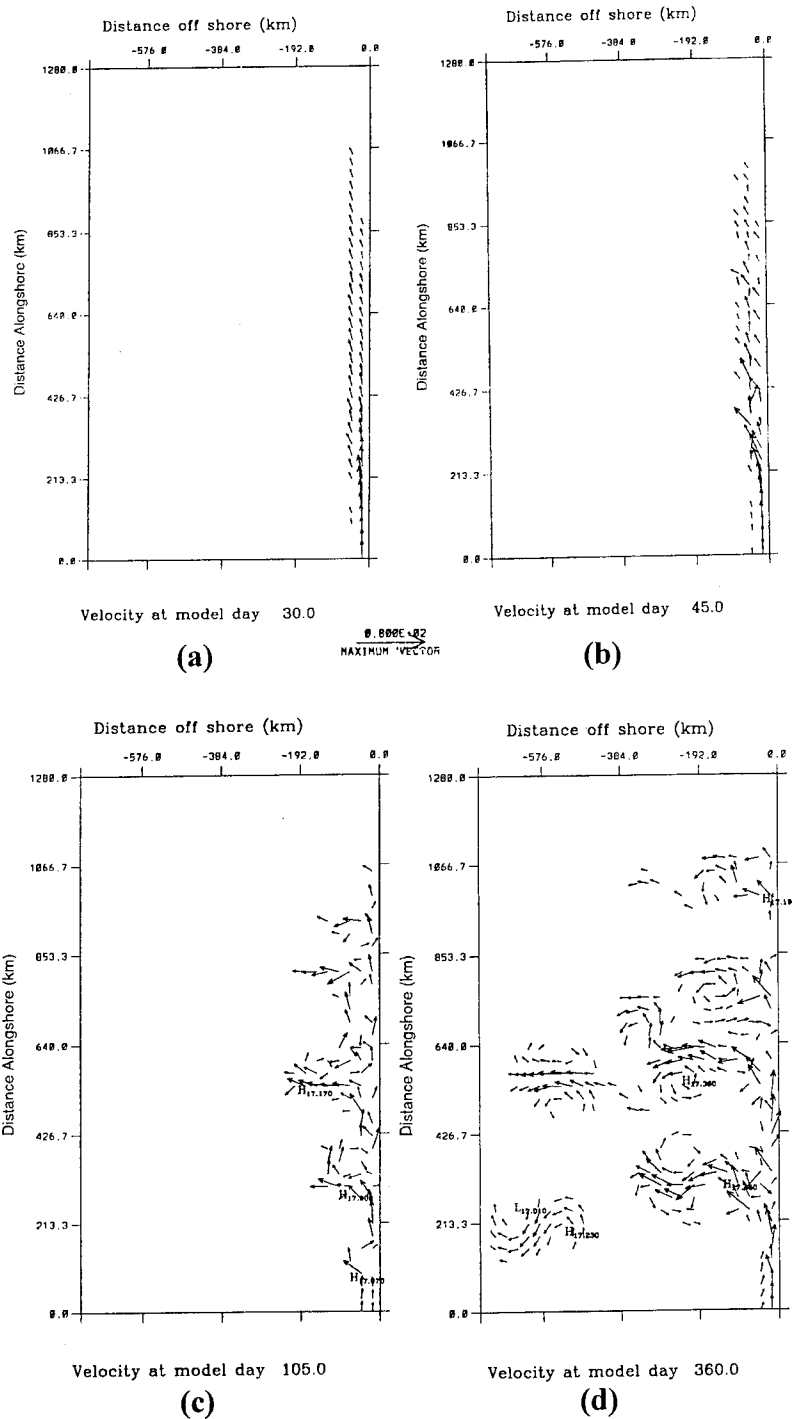 Distance off shore (km)
-576.0 -384.0 -192.0 0.0
1280.0
1066.7
853.3
640.0
426.7
213.3
0.0
Distance Alongshore (km)
Velocity at model day 30.0
(a)
Distance off shore (km)
-576.0 -384.0 -192.0 0.0
1280.0
1066.7
853.3
640.0
426.7
213.3
0.0
Distance Alongshore (km)
Velocity at model day 45.0
(b)
0.800E+02
MAXIMUM VECTOR
Distance off shore (km)
-576.0 -384.0 -192.0 0.0
1280.0
1066.7
853.3
640.0
426.7
213.3
0.0
Distance Alongshore (km)
H17.170
Velocity at model day 105.0
(c)
Distance off shore (km)
-576.0 -384.0 -192.0 0.0
1280.0
1066.7
853.3
640.0
426.7
213.3
0.0
Distance Alongshore (km)
L17.010
H17.230
Velocity at model day 360.0
(d)